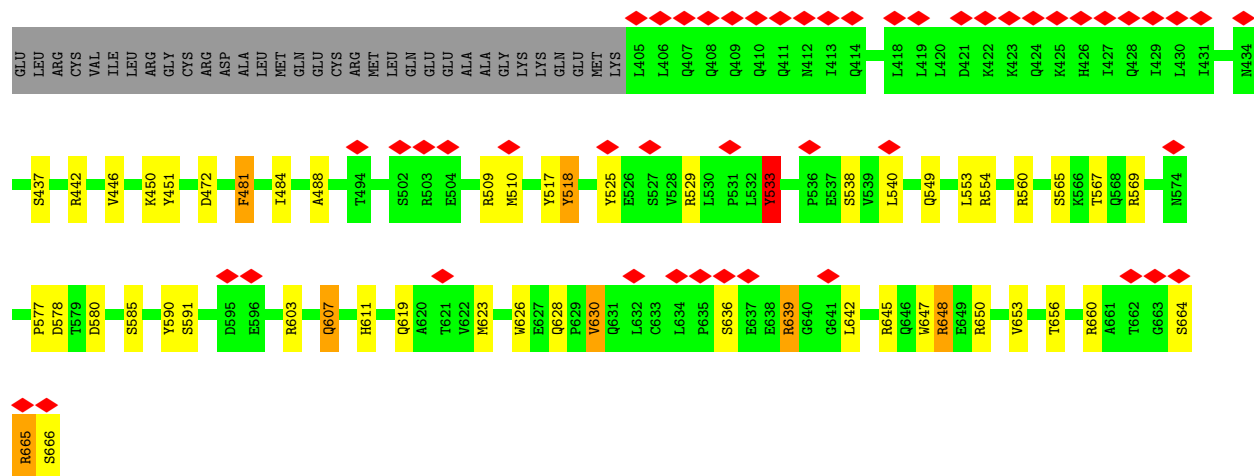 GLU LEU ARG CYS VAL ILE LEU ARG GLY CYS ARG ASP ALA LEU MET GLN GLU CYS ARG MET LEU GLN GLU GLU ALA ALA GLY LYS LYS GLN GLU MET LYS L405 L406 Q407 Q408 Q409 Q410 Q411 N412 I413 Q414 L418 L419 L420 D421 K422 K423 Q424 K425 H426 I427 Q428 I429 L430 I431 N434
S437 R442 V446 K450 Y451 D472 F481 I484 A488 T494 S502 R503 E504 R509 M510 Y517 Y518 Y525 E526 S527 V528 R529 L530 P531 L532 Y533 P536 E537 S538 V539 L540 Q549 L553 R554 R560 S565 K566 T567 Q568 R569 N574
P577 D578 T579 D580 S585 Y590 S591 D595 E596 R603 Q607 H611 Q619 A620 T621 V622 M623 W626 E627 Q628 P629 V630 Q631 L632 C633 L634 P635 S636 E637 E638 R639 G640 G641 L642 R645 Q646 W647 R648 E649 R650 V653 T656 R660 A661 T662 G663 S664
R665 S666